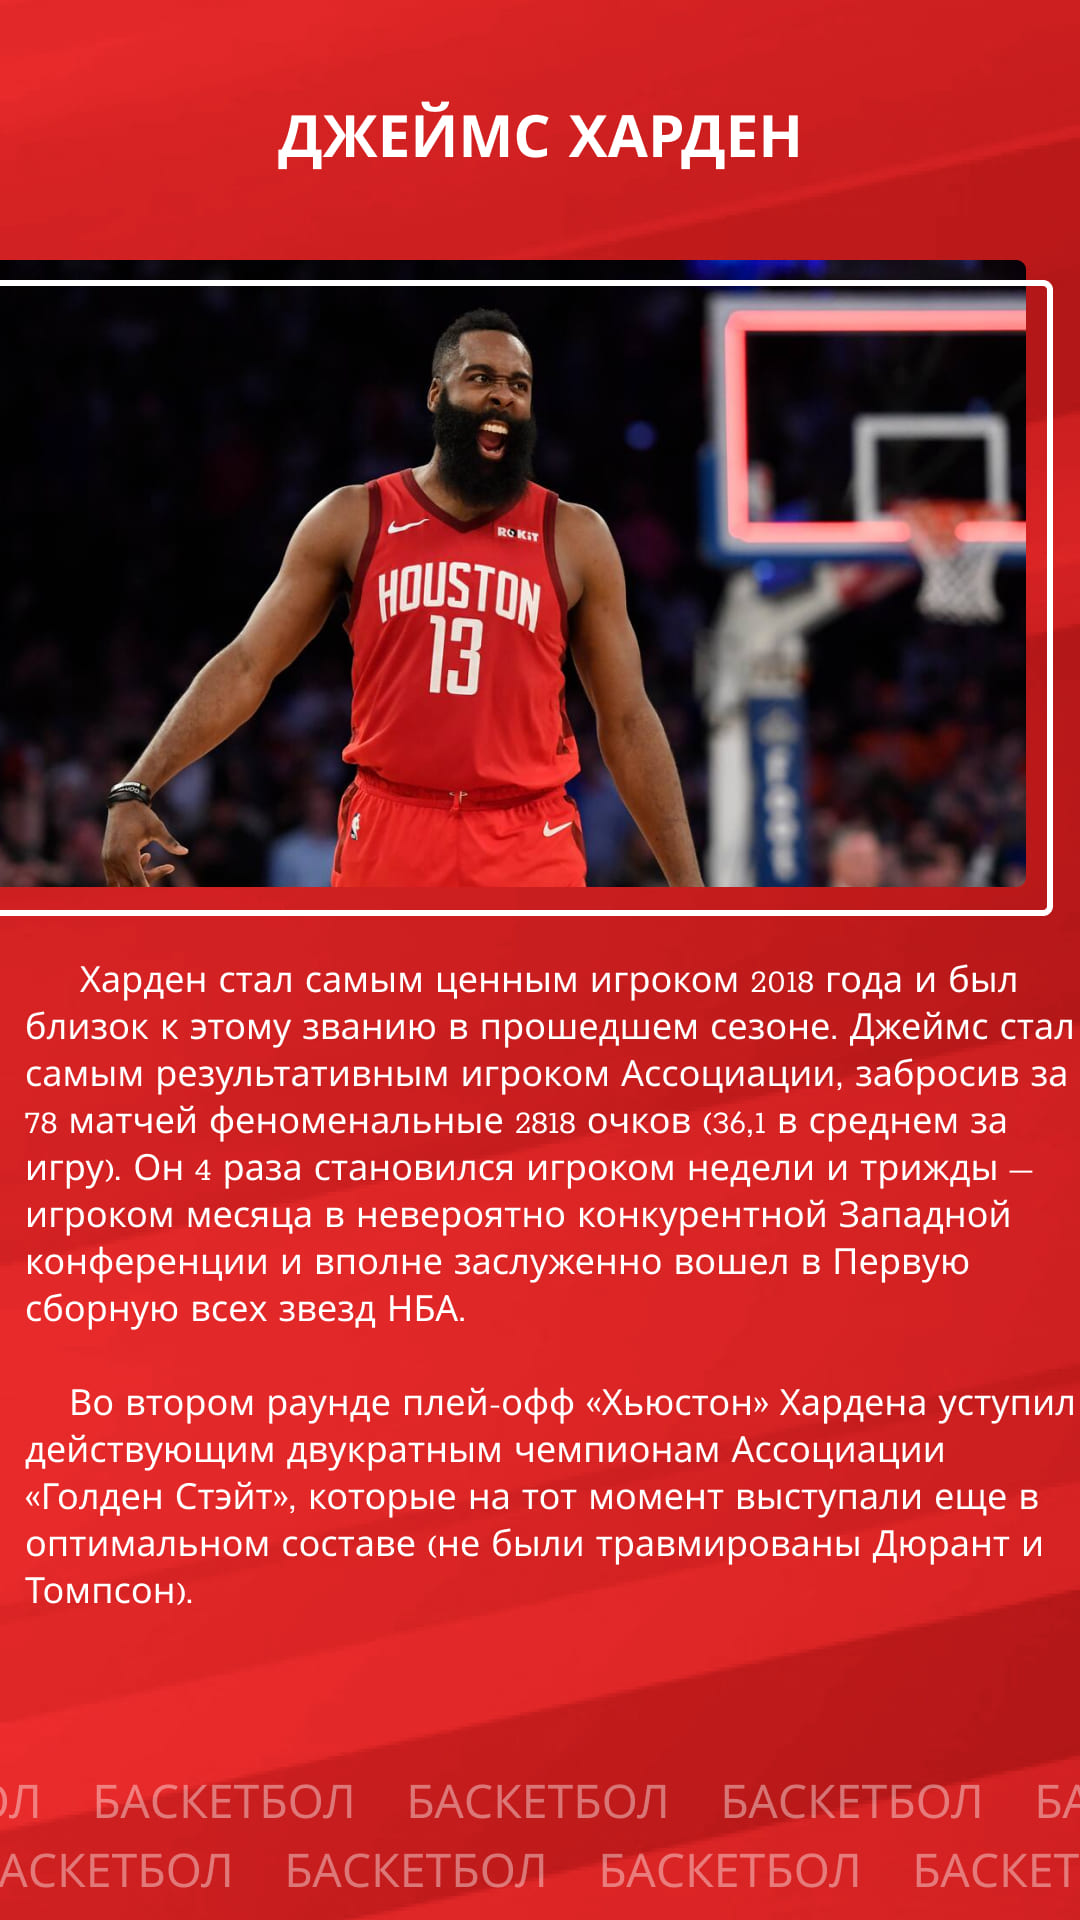 ДЖЕЙМС ХАРДЕН
ROKiT
HOUSTON
13
Харден стал самым ценным игроком 2018 года и был
близок к этому званию в прошедшем сезоне. Джеймс стал
самым результативным игроком Ассоциации, забросив за
78 матчей феноменальные 2818 очков (36,1 в среднем за
игру). Он 4 раза становился игроком недели и трижды —
игроком месяца в невероятно конкурентной Западной
конференции и вполне заслуженно вошел в Первую
сборную всех звезд НБА.
Во втором раунде плей-офф «Хьюстон» Хардена уступил
действующим двукратным чемпионам Ассоциации
«Голден Стэйт», которые на тот момент выступали еще в
оптимальном составе (не были травмированы Дюрант и
Томпсон).
ОЛ БАСКЕТБОЛ БАСКЕТБОЛ БАСКЕТБОЛ БА
АСКЕТБОЛ БАСКЕТБОЛ БАСКЕТБОЛ БАСКЕТ